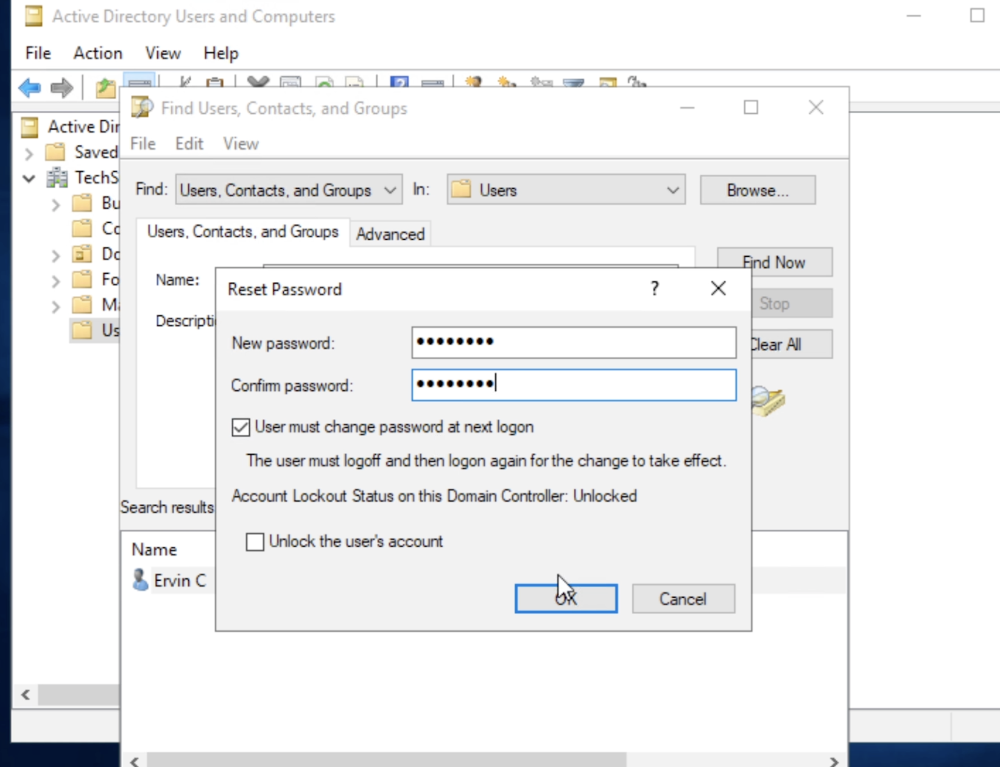 Active Directory Users and Computers
File Action View Help
Find Users, Contacts, and Groups
Active Dir
File Edit View
Saved
TechS
Find: Users, Contacts, and Groups In: Users Browse...
Bu
Co
Users, Contacts, and Groups Advanced
Do
Find Now
Name:
Fo
Reset Password ?
Ma
Stop
Descripti
Us
New password: ••••••••
Clear All
Confirm password: ••••••••
User must change password at next logon
The user must logoff and then logon again for the change to take effect.
Account Lockout Status on this Domain Controller: Unlocked
Search results
Unlock the user's account
Name
Ervin C
OK Cancel